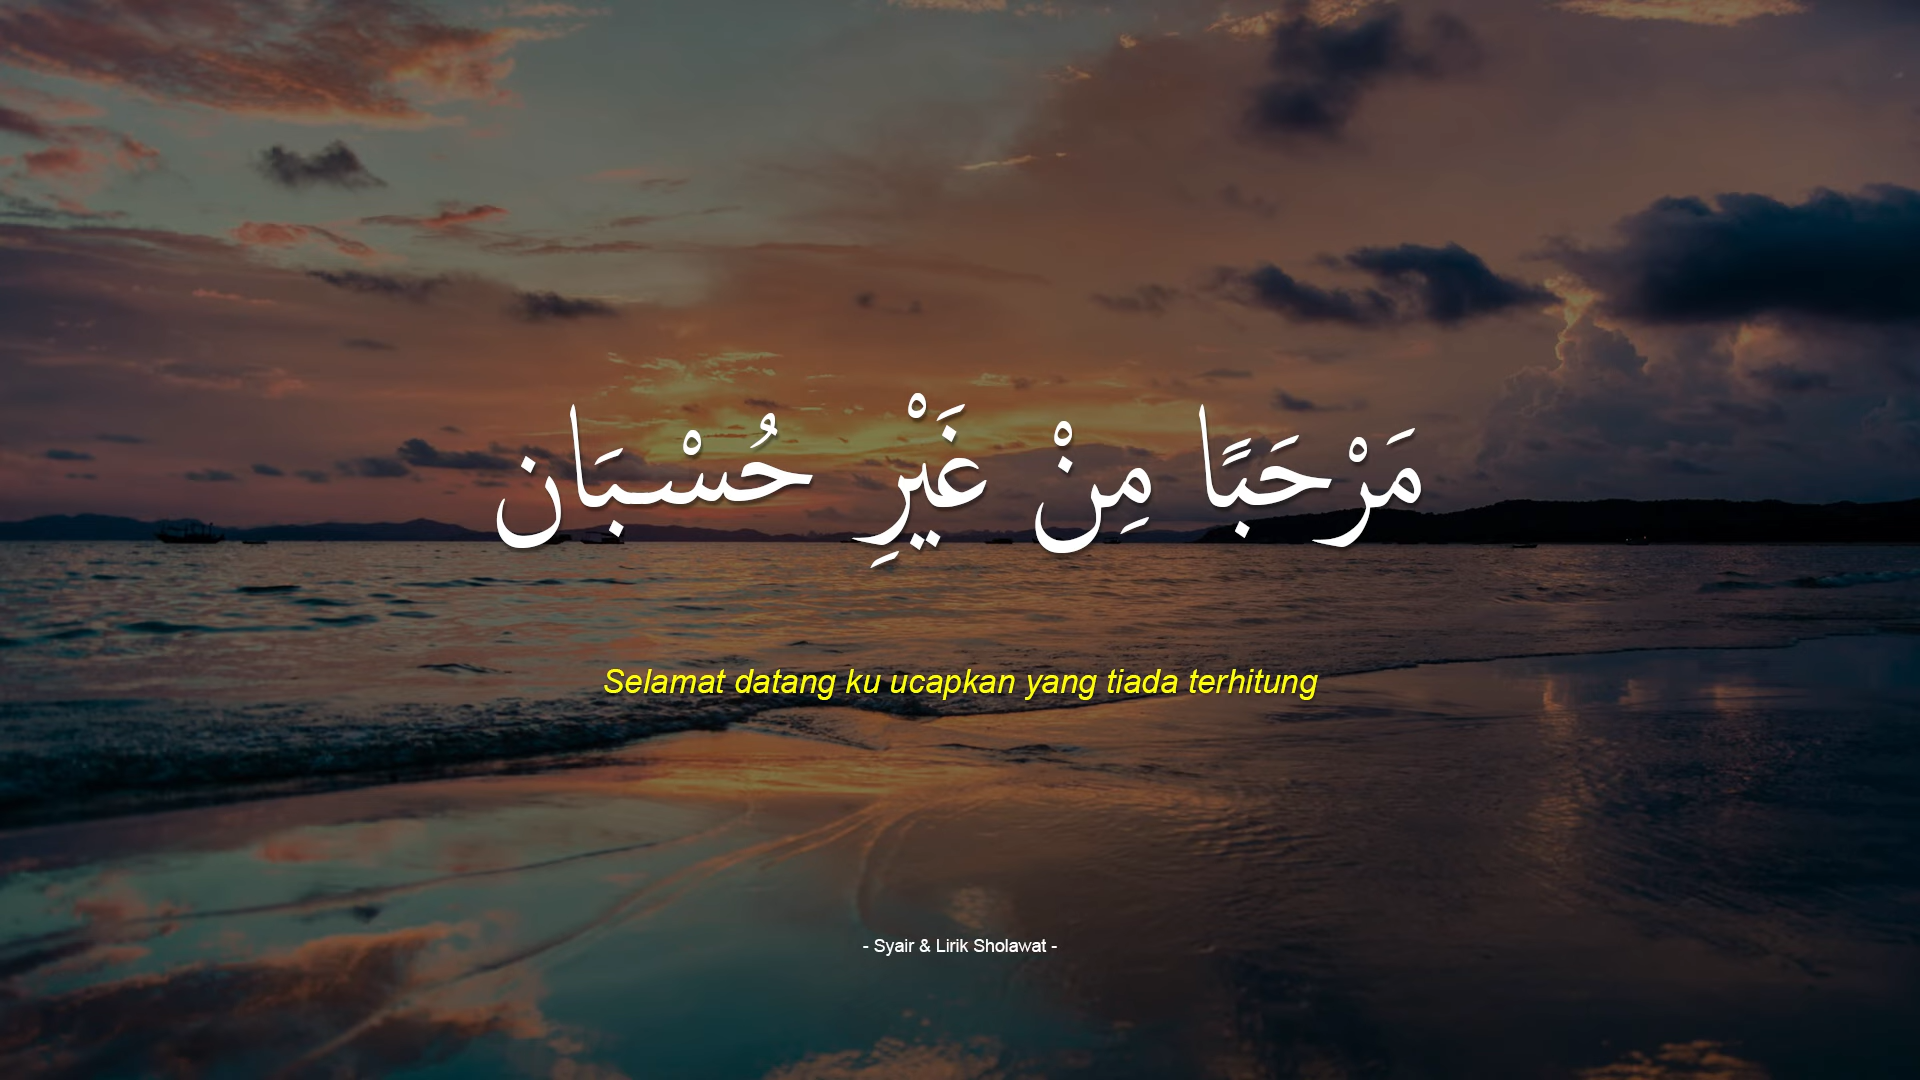 مَرْحَبًا مِنْ غَيْرِ حُسْبَان
Selamat datang ku ucapkan yang tiada terhitung
- Syair & Lirik Sholawat -